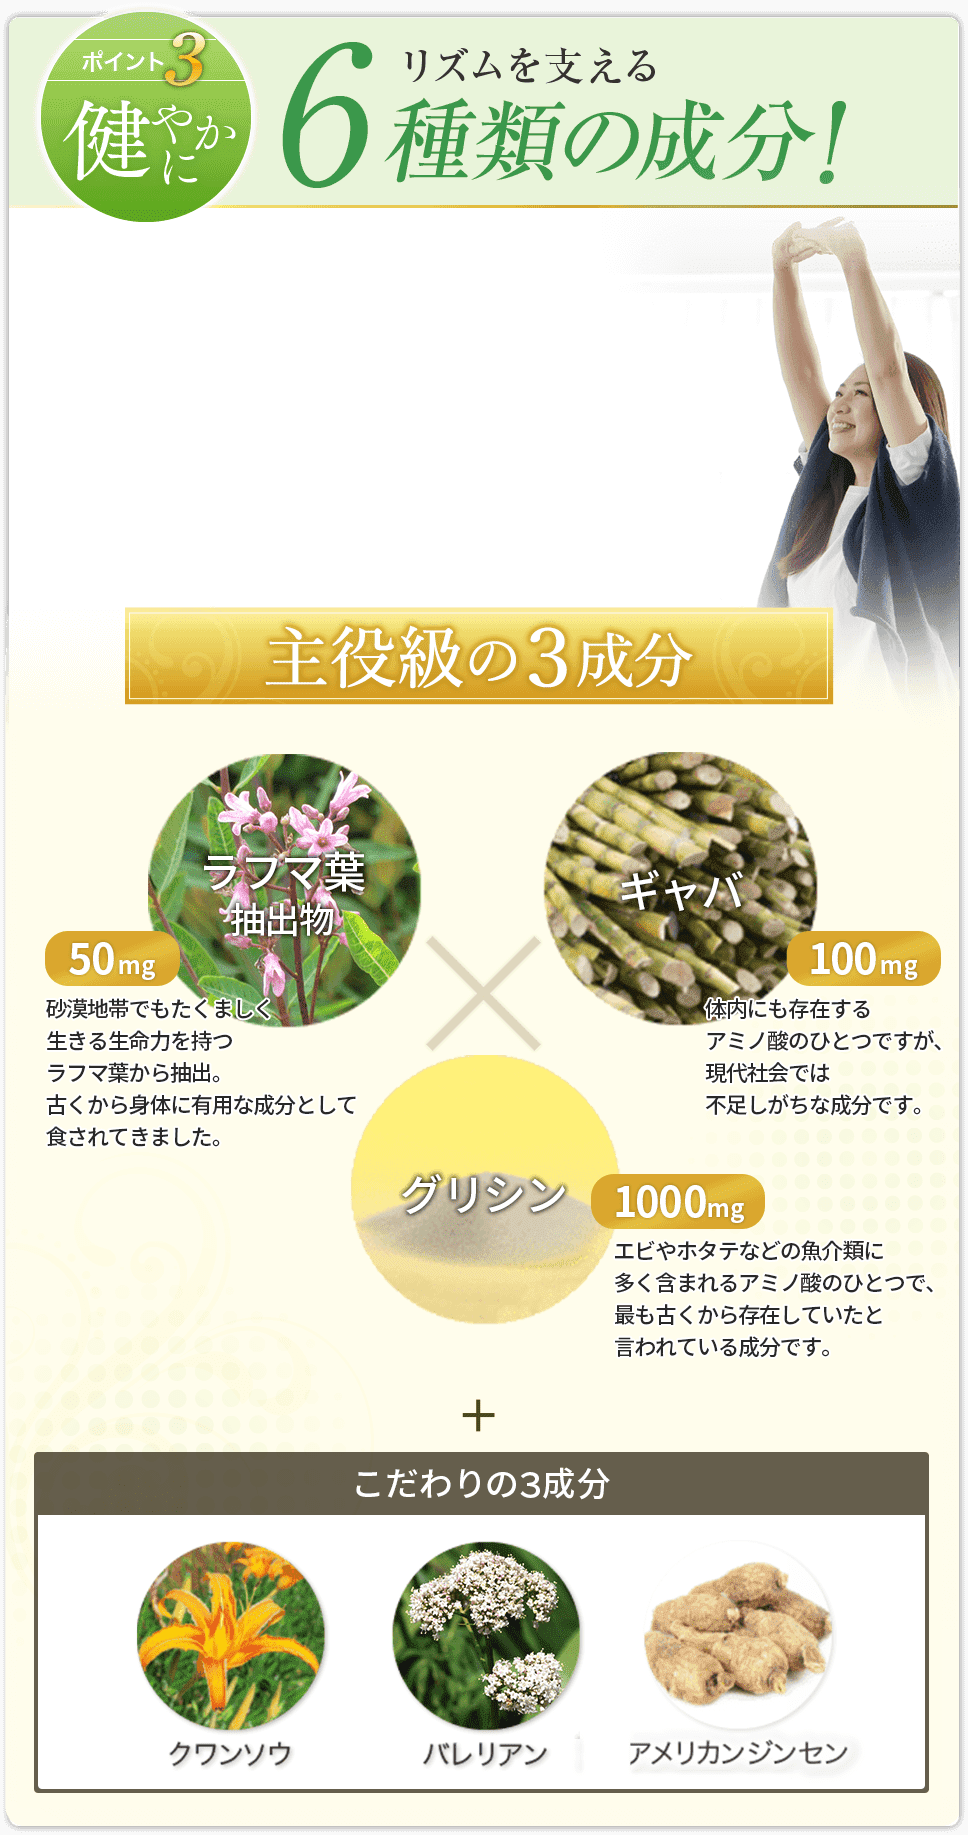 ポイント3
健やかに
リズムを支える
6種類の成分!
主役級の3成分
ラフマ葉
抽出物
50mg
砂漠地帯でもたくましく
生きる生命力を持つ
ラフマ葉から抽出。
古くから身体に有用な成分として
食されてきました。
ギャバ
100mg
体内にも存在する
アミノ酸のひとつですが、
現代社会では
不足しがちな成分です。
グリシン
1000mg
エビやホタテなどの魚介類に
多く含まれるアミノ酸のひとつで、
最も古くから存在していたと
言われている成分です。
+
こだわりの3成分
クワンソウ
バレリアン
アメリカンジンセン